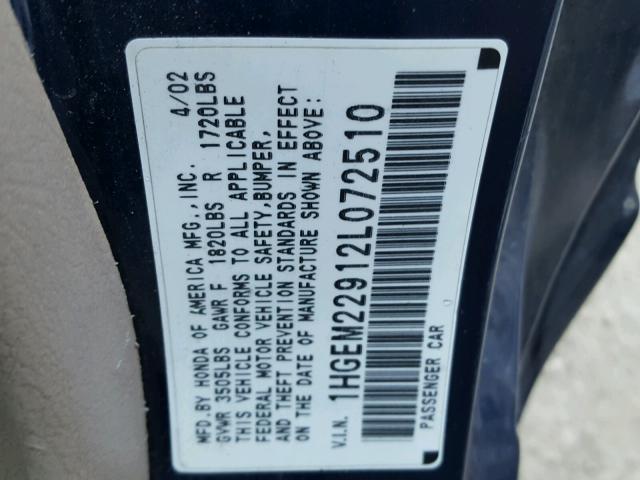 MFD.BY HONDA OF AMERICA MFG.,INC. 4/02
GVWR 3505LBS GAWR F 1820LBS R 1720LBS
THIS VEHICLE CONFORMS TO ALL APPLICABLE
FEDERAL MOTOR VEHICLE SAFETY,BUMPER,
AND THEFT PREVENTION STANDARDS IN EFFECT
ON THE DATE OF MANUFACTURE SHOWN ABOVE:
V.I.N. 1HGEM22912L072510
PASSENGER CAR